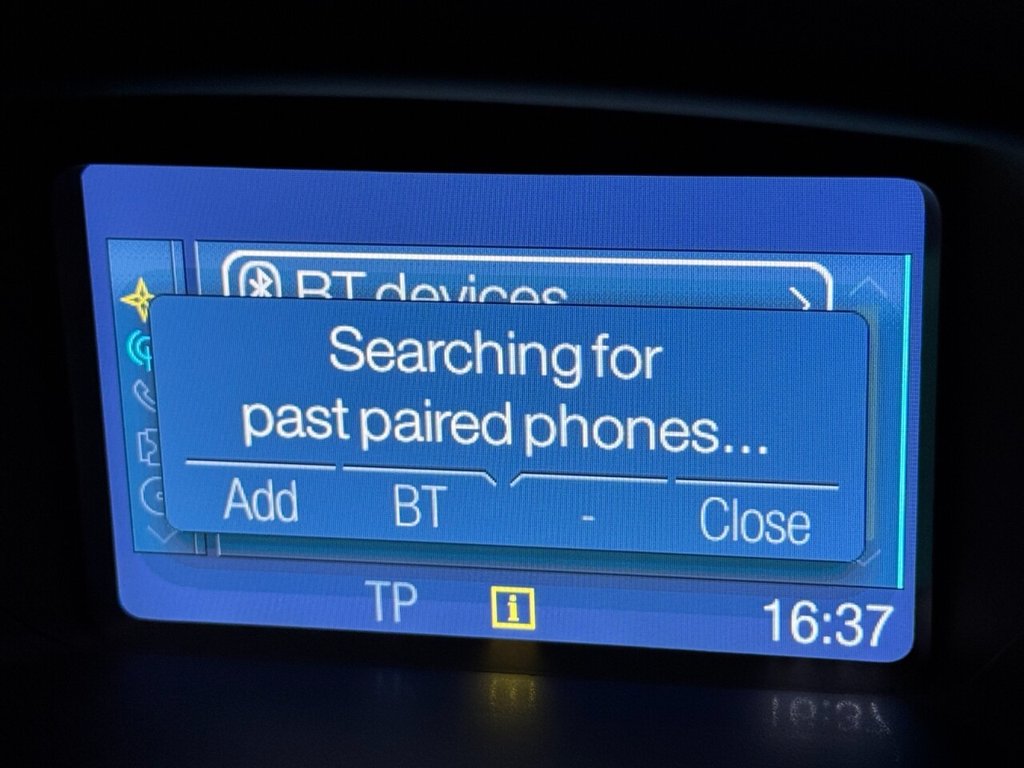 BT devices
Searching for
past paired phones...
Add BT - Close
TP i 16:37